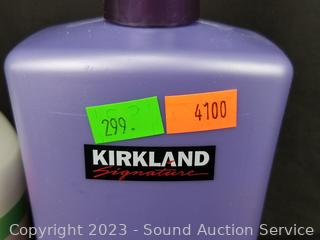 299.
4100
KIRKLAND
Signature
Copyright 2023 - Sound Auction Service